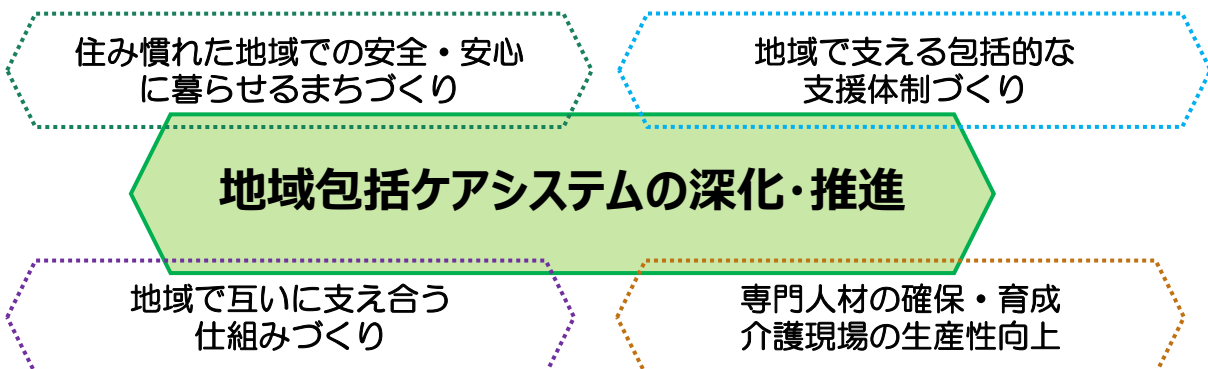 住み慣れた地域での安全・安心
に暮らせるまちづくり
地域で支える包括的な
支援体制づくり
地域包括ケアシステムの深化・推進
地域で互いに支え合う
仕組みづくり
専門人材の確保・育成
介護現場の生産性向上